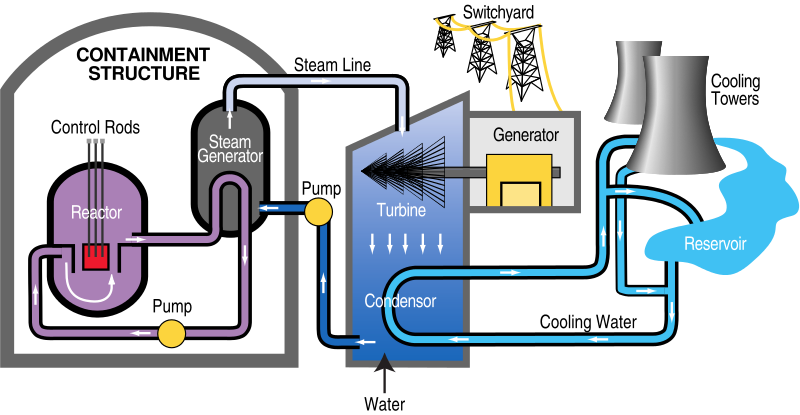 Switchyard
CONTAINMENT
STRUCTURE
Steam Line
Cooling
Towers
Control Rods
Steam
Generator
Generator
Pump
Reactor
Turbine
Reservoir
Pump
Condensor
Cooling Water
Water